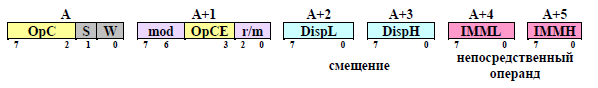 A A+1 A+2 A+3 A+4 A+5
OpC S W mod OpCE r/m DispL DispH IMML IMMH
7 2 1 0 7 6 3 2 0 7 0 7 0 7 0 7 0
смещение непосредственный
операнд